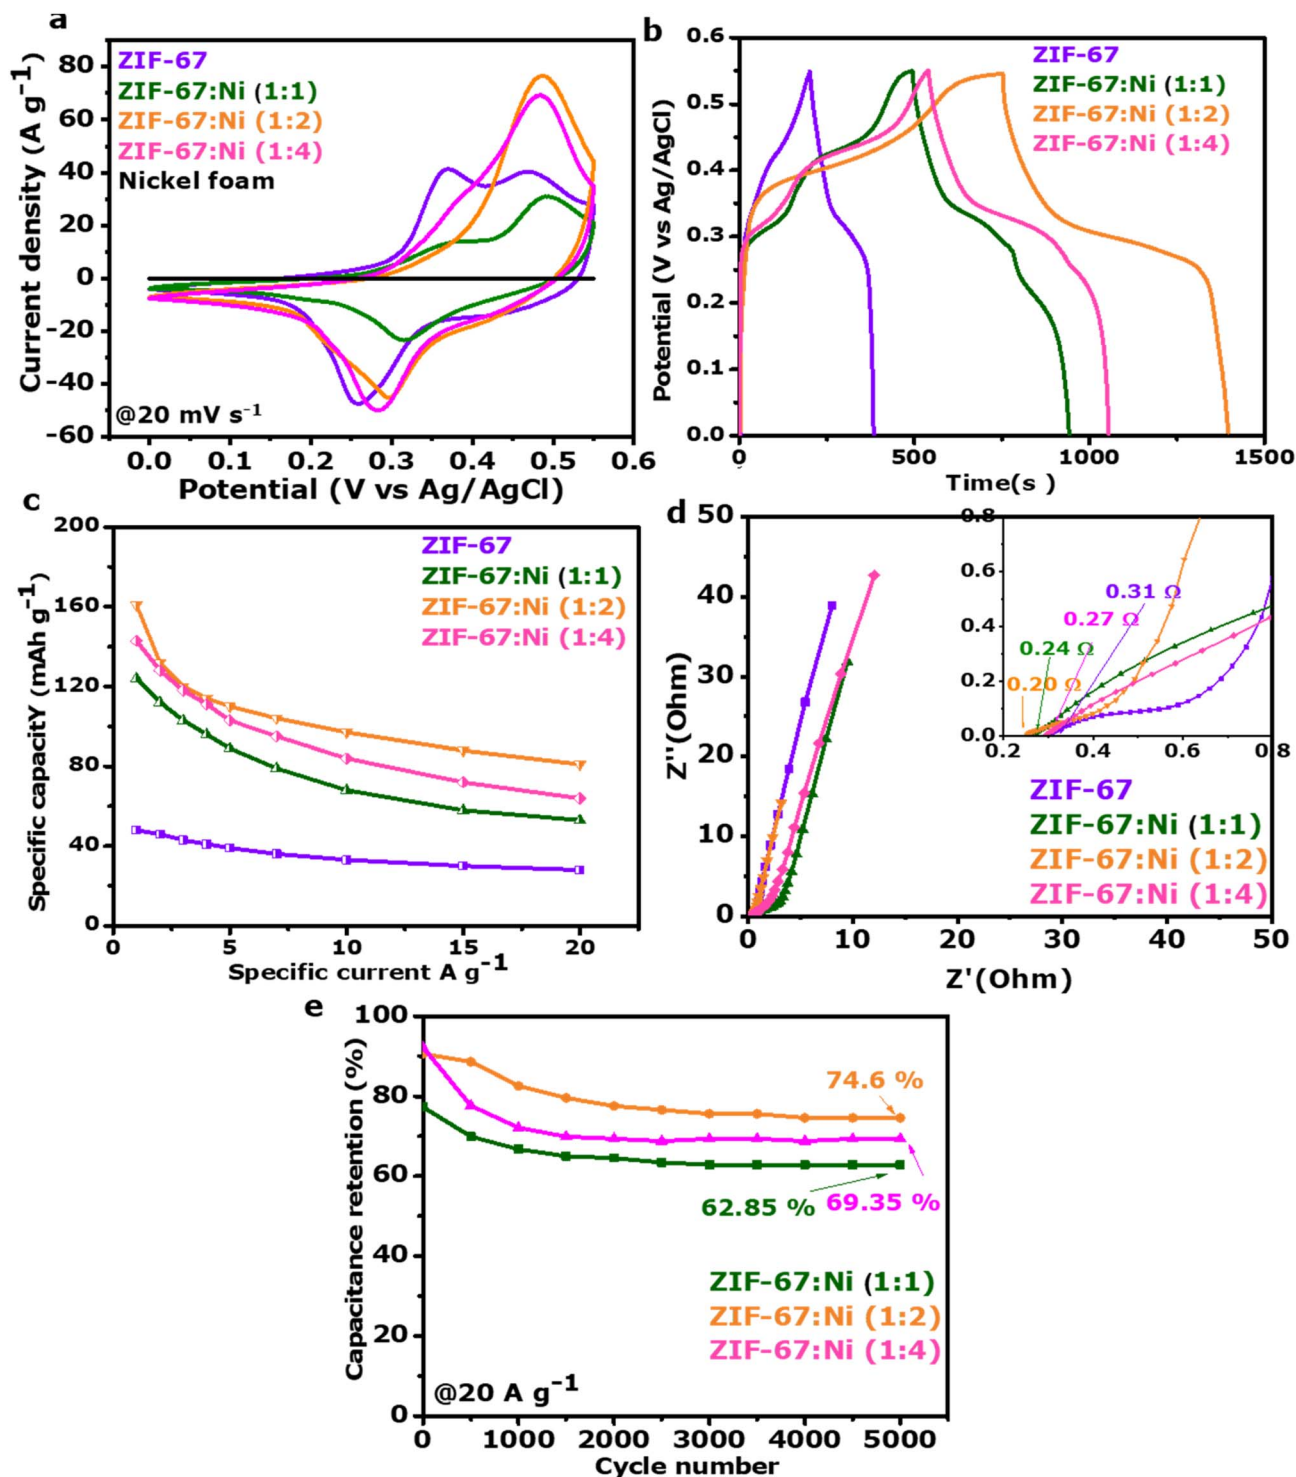 a
Current density (A g⁻¹)
80
60
40
20
0
-20
-40
-60
ZIF-67
ZIF-67:Ni (1:1)
ZIF-67:Ni (1:2)
ZIF-67:Ni (1:4)
Nickel foam
@20 mV s⁻¹
0.0 0.1 0.2 0.3 0.4 0.5 0.6
Potential (V vs Ag/AgCl)
b
Potential (V vs Ag/AgCl)
0.6
0.5
0.4
0.3
0.2
0.1
0.0
ZIF-67
ZIF-67:Ni (1:1)
ZIF-67:Ni (1:2)
ZIF-67:Ni (1:4)
0 500 1000 1500
Time(s )
c
Specific capacitY (mAh g⁻¹)
200
160
120
80
40
0
ZIF-67
ZIF-67:Ni (1:1)
ZIF-67:Ni (1:2)
ZIF-67:Ni (1:4)
0 5 10 15 20
Specific current A g⁻¹
d
Z''(Ohm)
50
40
30
20
10
0
0.8
0.6
0.4
0.2
0.0
0.31 Ω
0.27 Ω
0.24 Ω
0.20 Ω
0.2 0.4 0.6 0.8
ZIF-67
ZIF-67:Ni (1:1)
ZIF-67:Ni (1:2)
ZIF-67:Ni (1:4)
0 10 20 30 40 50
Z'(Ohm)
e
Capacitance retention (%)
100
80
60
40
20
0
74.6 %
62.85 % 69.35 %
ZIF-67:Ni (1:1)
ZIF-67:Ni (1:2)
ZIF-67:Ni (1:4)
@20 A g⁻¹
0 1000 2000 3000 4000 5000
Cycle number